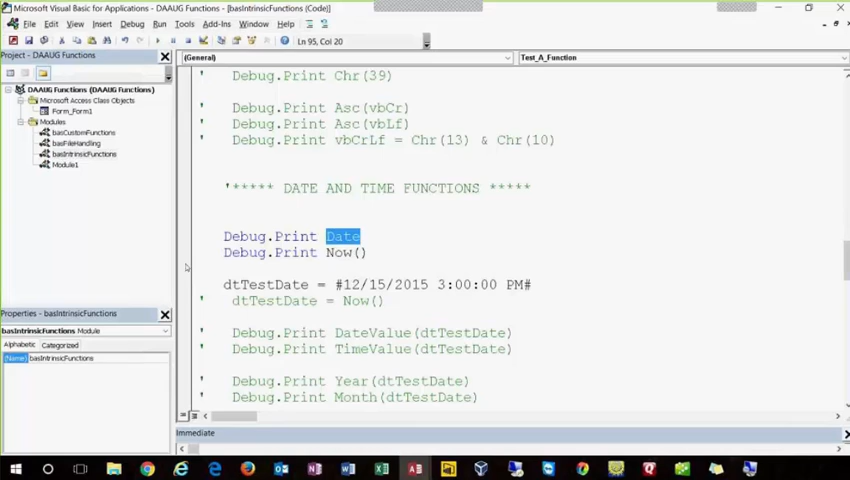 Microsoft Visual Basic for Applications - DAAUG Functions - [basIntrinsicFunctions (Code)]
File Edit View Insert Debug Run Tools Add-Ins Window Help
Ln 95, Col 20
Project - DAAUG Functions
(General)
Test_A_Function
DAAUG Functions (DAAUG Functions)
Microsoft Access Class Objects
Form_Form1
Modules
basCustomFunctions
basFileHandling
basIntrinsicFunctions
Module1
' Debug.Print Chr(39)
' Debug.Print Asc(vbCr)
' Debug.Print Asc(vbLf)
' Debug.Print vbCrLf = Chr(13) & Chr(10)
'***** DATE AND TIME FUNCTIONS *****
Debug.Print Date
Debug.Print Now()
dtTestDate = #12/15/2015 3:00:00 PM#
' dtTestDate = Now()
' Debug.Print DateValue(dtTestDate)
' Debug.Print TimeValue(dtTestDate)
' Debug.Print Year(dtTestDate)
' Debug.Print Month(dtTestDate)
Properties - basIntrinsicFunctions
basIntrinsicFunctions Module
Alphabetic Categorized
(Name) basIntrinsicFunctions
Immediate